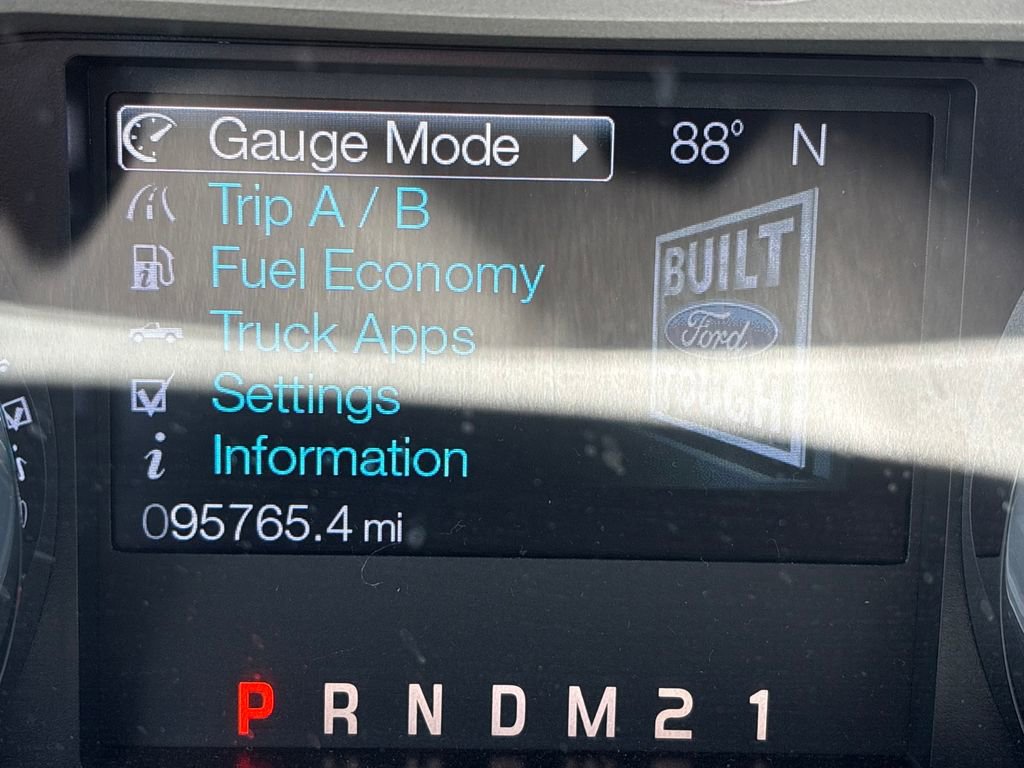 Gauge Mode 88° N
Trip A / B
Fuel Economy
Truck Apps
Settings
Information
BUILT
Ford
TOUGH
095765.4 mi
P R N D M 2 1